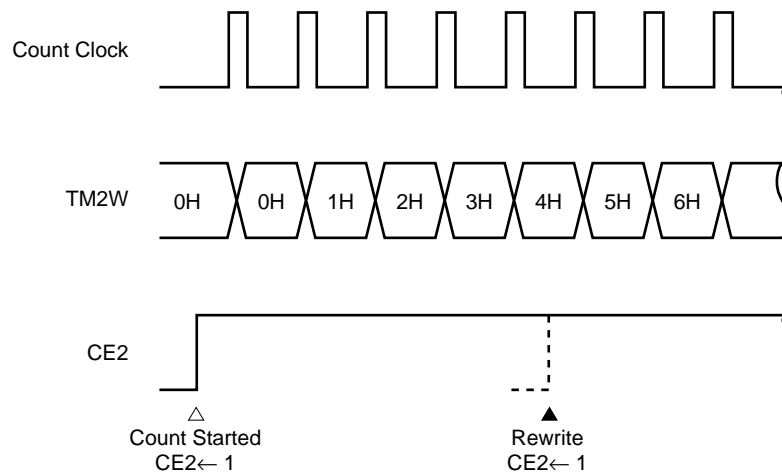 Count Clock
TM2W
0H 0H 1H 2H 3H 4H 5H 6H
CE2
Count Started
CE2← 1
Rewrite
CE2← 1